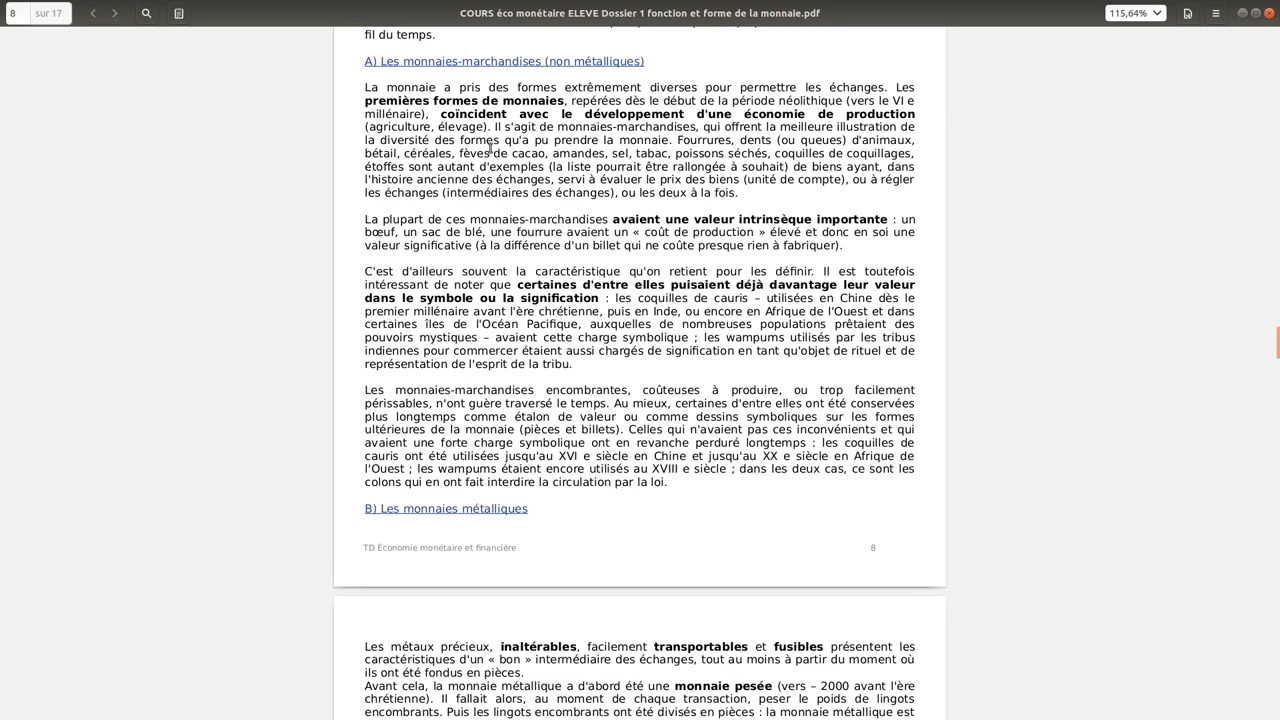 8 sur 17
COURS éco monétaire ELEVE Dossier 1 fonction et forme de la monnaie.pdf
115,64%
fil du temps.
A) Les monnaies-marchandises (non métalliques)
La monnaie a pris des formes extrêmement diverses pour permettre les échanges. Les
premières formes de monnaies, repérées dès le début de la période néolithique (vers le VI e
millénaire), coïncident avec le développement d'une économie de production
(agriculture, élevage). Il s'agit de monnaies-marchandises, qui offrent la meilleure illustration de
la diversité des formes qu'a pu prendre la monnaie. Fourrures, dents (ou queues) d'animaux,
bétail, céréales, fèves de cacao, amandes, sel, tabac, poissons séchés, coquilles de coquillages,
étoffes sont autant d'exemples (la liste pourrait être rallongée à souhait) de biens ayant, dans
l'histoire ancienne des échanges, servi à évaluer le prix des biens (unité de compte), ou à régler
les échanges (intermédiaires des échanges), ou les deux à la fois.
La plupart de ces monnaies-marchandises avaient une valeur intrinsèque importante : un
bœuf, un sac de blé, une fourrure avaient un « coût de production » élevé et donc en soi une
valeur significative (à la différence d'un billet qui ne coûte presque rien à fabriquer).
C'est d'ailleurs souvent la caractéristique qu'on retient pour les définir. Il est toutefois
intéressant de noter que certaines d'entre elles puisaient déjà davantage leur valeur
dans le symbole ou la signification : les coquilles de cauris – utilisées en Chine dès le
premier millénaire avant l'ère chrétienne, puis en Inde, ou encore en Afrique de l'Ouest et dans
certaines îles de l'Océan Pacifique, auxquelles de nombreuses populations prêtaient des
pouvoirs mystiques – avaient cette charge symbolique ; les wampums utilisés par les tribus
indiennes pour commercer étaient aussi chargés de signification en tant qu'objet de rituel et de
représentation de l'esprit de la tribu.
Les monnaies-marchandises encombrantes, coûteuses à produire, ou trop facilement
périssables, n'ont guère traversé le temps. Au mieux, certaines d'entre elles ont été conservées
plus longtemps comme étalon de valeur ou comme dessins symboliques sur les formes
ultérieures de la monnaie (pièces et billets). Celles qui n'avaient pas ces inconvénients et qui
avaient une forte charge symbolique ont en revanche perduré longtemps : les coquilles de
cauris ont été utilisées jusqu'au XVI e siècle en Chine et jusqu'au XX e siècle en Afrique de
l'Ouest ; les wampums étaient encore utilisés au XVIII e siècle ; dans les deux cas, ce sont les
colons qui en ont fait interdire la circulation par la loi.
B) Les monnaies métalliques
TD Économie monétaire et financière 8
Les métaux précieux, inaltérables, facilement transportables et fusibles présentent les
caractéristiques d'un « bon » intermédiaire des échanges, tout au moins à partir du moment où
ils ont été fondus en pièces.
Avant cela, la monnaie métallique a d'abord été une monnaie pesée (vers – 2000 avant l'ère
chrétienne). Il fallait alors, au moment de chaque transaction, peser le poids de lingots
encombrants. Puis les lingots encombrants ont été divisés en pièces : la monnaie métallique est